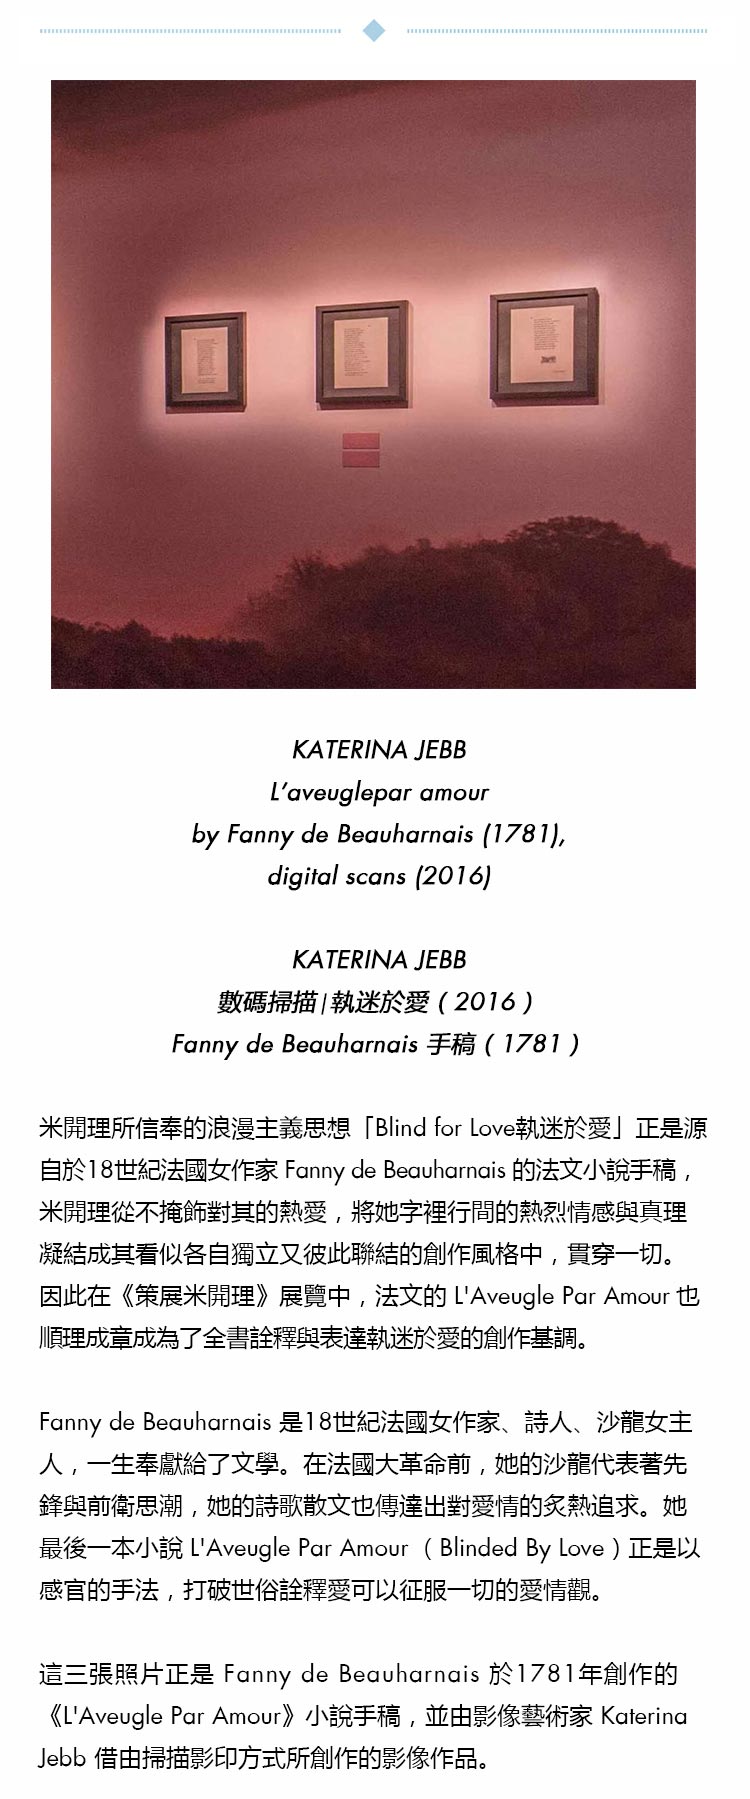 KATERINA JEBB
L’aveuglepar amour
by Fanny de Beauharnais (1781),
digital scans (2016)
KATERINA JEBB
數碼掃描|執迷於愛 ( 2016 )
Fanny de Beauharnais 手稿 ( 1781 )
米開理所信奉的浪漫主義思想「Blind for Love執迷於愛」正是源
自於18世紀法國女作家 Fanny de Beauharnais 的法文小說手稿，
米開理從不掩飾對其的熱愛，將她字裡行間的熱烈情感與真理
凝結成其看似各自獨立又彼此聯結的創作風格中，貫穿一切。
因此在《策展米開理》展覽中，法文的 L'Aveugle Par Amour 也
順理成章成為了全書詮釋與表達執迷於愛的創作基調。
Fanny de Beauharnais 是18世紀法國女作家、詩人、沙龍女主
人，一生奉獻給了文學。在法國大革命前，她的沙龍代表著先
鋒與前衛思潮，她的詩歌散文也傳達出對愛情的炙熱追求。她
最後一本小說 L'Aveugle Par Amour （ Blinded By Love ) 正是以
感官的手法，打破世俗詮釋愛可以征服一切的愛情觀。
這三張照片正是 Fanny de Beauharnais 於1781年創作的
《L'Aveugle Par Amour》小說手稿，並由影像藝術家 Katerina
Jebb 借由掃描影印方式所創作的影像作品。